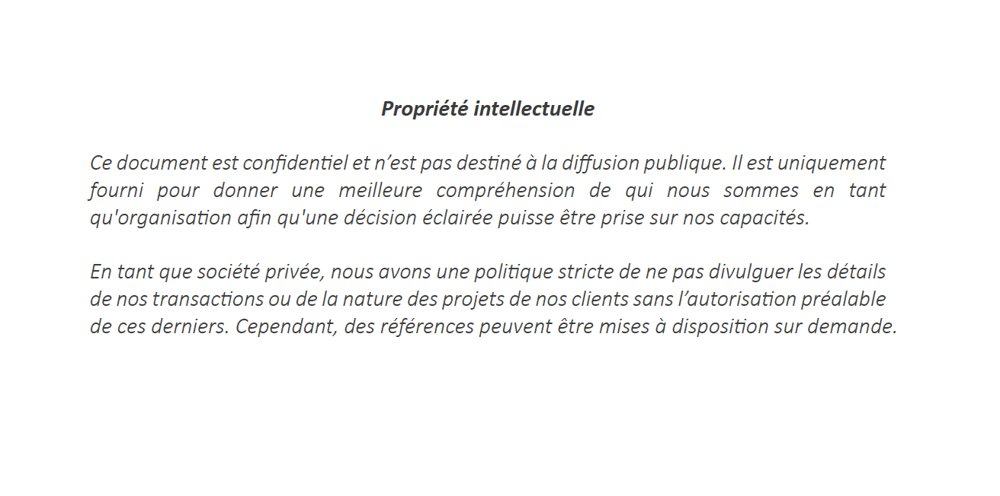 Propriété intellectuelle
Ce document est confidentiel et n’est pas destiné à la diffusion publique. Il est uniquement
fourni pour donner une meilleure compréhension de qui nous sommes en tant
qu'organisation afin qu'une décision éclairée puisse être prise sur nos capacités.
En tant que société privée, nous avons une politique stricte de ne pas divulguer les détails
de nos transactions ou de la nature des projets de nos clients sans l’autorisation préalable
de ces derniers. Cependant, des références peuvent être mises à disposition sur demande.